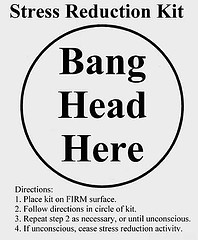 Stress Reduction Kit
Bang
Head
Here
Directions:
1. Place kit on FIRM surface.
2. Follow directions in circle of kit.
3. Repeat step 2 as necessary, or until unconscious.
4. If unconscious, cease stress reduction activity.